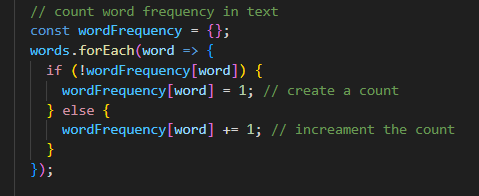 // count word frequency in text
const wordFrequency = {};
words.forEach(word => {
  if (!wordFrequency[word]) {
    wordFrequency[word] = 1; // create a count
  } else {
    wordFrequency[word] += 1; // increament the count
  }
});